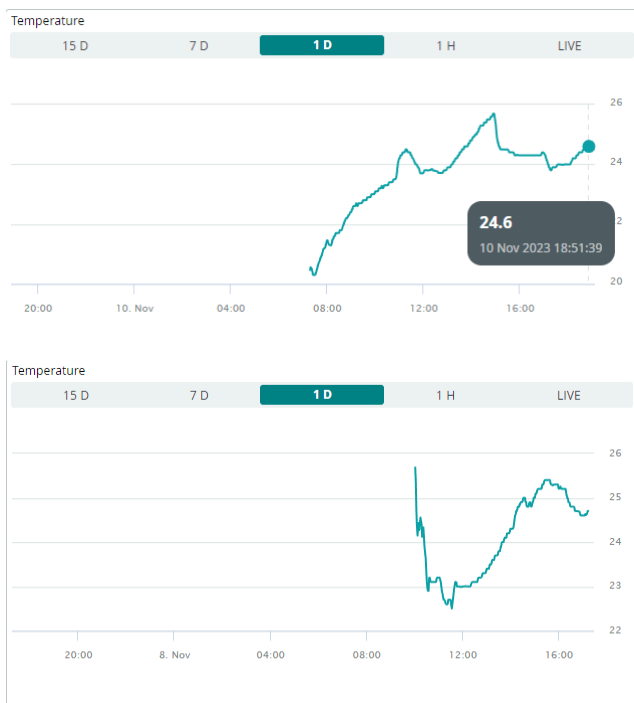 Temperature
15 D 7 D 1 D 1 H LIVE
26
24
24.6
10 Nov 2023 18:51:39
20
20:00 10. Nov 04:00 08:00 12:00 16:00
Temperature
15 D 7 D 1 D 1 H LIVE
26
25
24
23
22
20:00 8. Nov 04:00 08:00 12:00 16:00